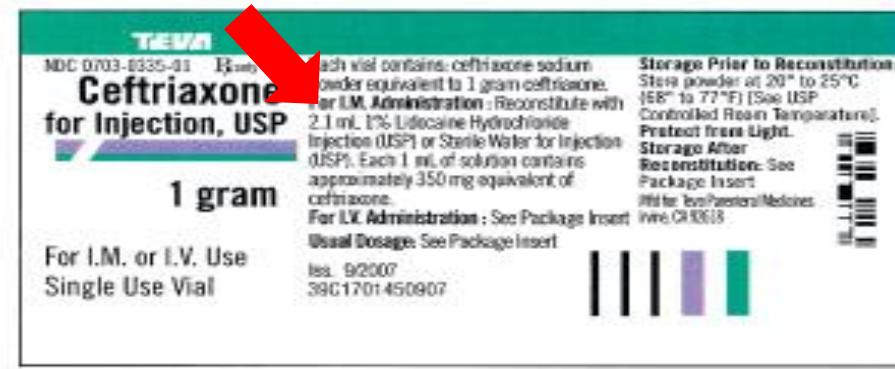 TEVA
NDC 0703-0335-01 Rx only
Ceftriaxone
for Injection, USP
1 gram
For I.M. or I.V. Use
Single Use Vial
Each vial contains: ceftriaxone sodium
powder equivalent to 1 gram ceftriaxone.
For I.M. Administration : Reconstitute with
2.1 mL 1% Lidocaine Hydrochloride
Injection (USP) or Sterile Water for Injection
(USP). Each 1 mL of solution contains
approximately 350 mg equivalent of
ceftriaxone.
For I.V. Administration : See Package Insert
Usual Dosage: See Package Insert
Iss. 9/2007
39C1701450907
Storage Prior to Reconstitution
Store powder at 20° to 25°C
(68° to 77°F) [See USP
Controlled Room Temperature].
Protect from Light.
Storage After
Reconstitution: See
Package Insert
Mfd for: Teva Parenteral Medicines
Irvine, CA 92618